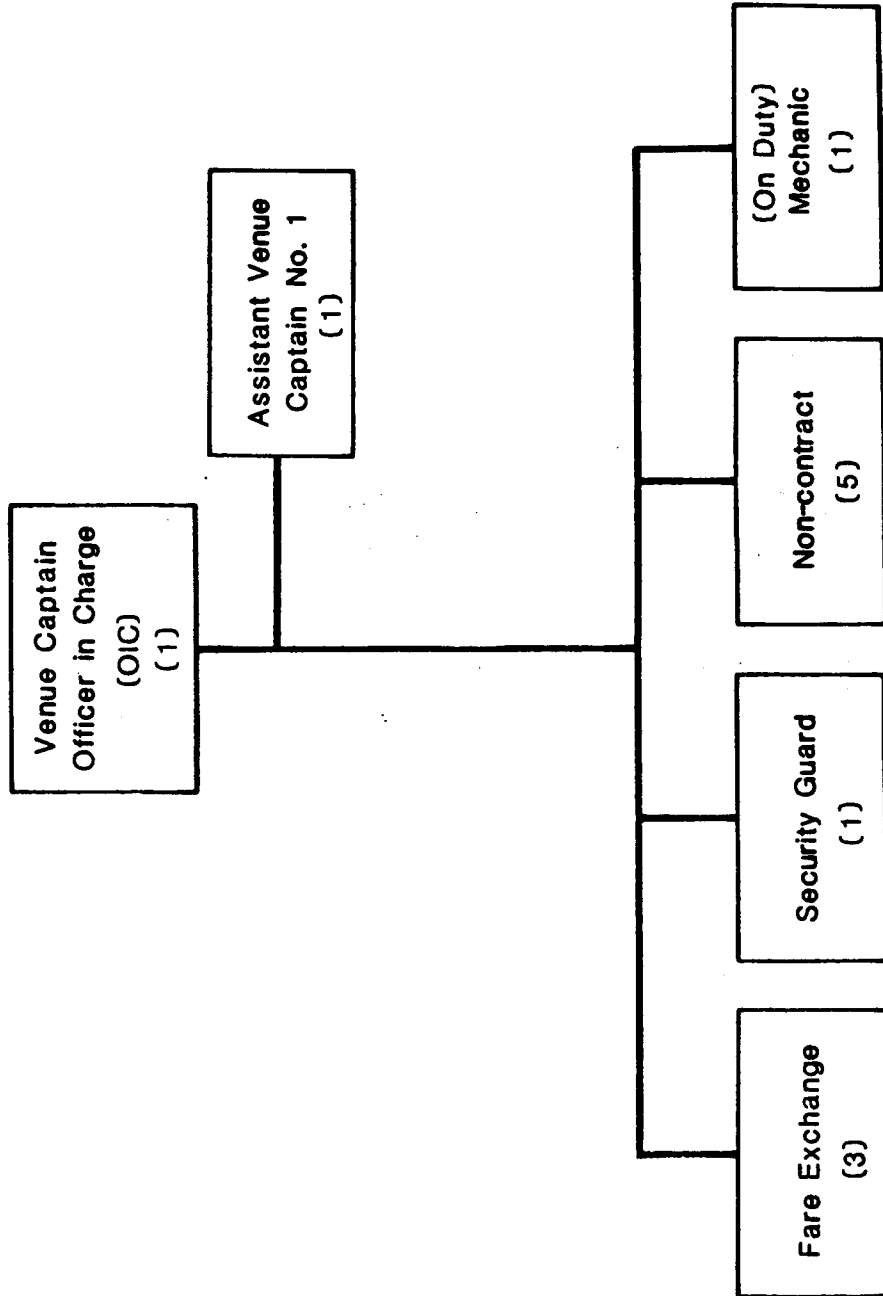 Venue Captain
Officer in Charge
(OIC)
(1)
Assistant Venue
Captain No. 1
(1)
Fare Exchange
(3)
Security Guard
(1)
Non-contract
(5)
(On Duty)
Mechanic
(1)